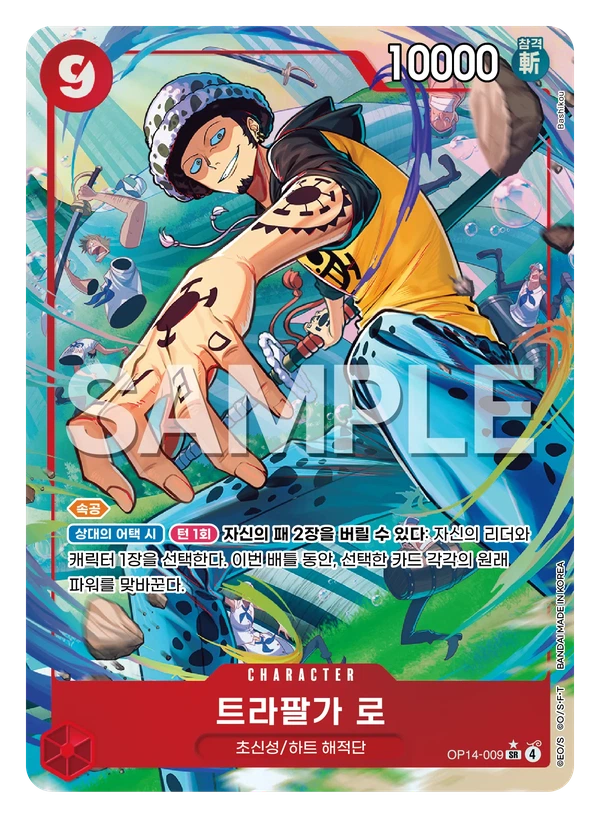 9
10000
참격
斬
Bashikou
SAMPLE
속공
상대의 어택 시 턴 1회 자신의 패 2장을 버릴 수 있다: 자신의 리더와
캐릭터 1장을 선택한다. 이번 배틀 동안, 선택한 카드 각각의 원래
파워를 맞바꾼다.
CHARACTER
트라팔가 로
초신성/하트 해적단
OP14-009 SR 4
©EO/S ©O/S·F·T BANDAI MADE IN KOREA